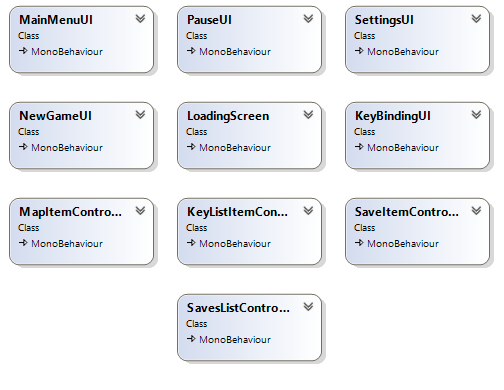 MainMenuUI
Class
MonoBehaviour
PauseUI
Class
MonoBehaviour
SettingsUI
Class
MonoBehaviour
NewGameUI
Class
MonoBehaviour
LoadingScreen
Class
MonoBehaviour
KeyBindingUI
Class
MonoBehaviour
MapItemContro...
Class
MonoBehaviour
KeyListItemCon...
Class
MonoBehaviour
SaveItemContro...
Class
MonoBehaviour
SavesListContro...
Class
MonoBehaviour